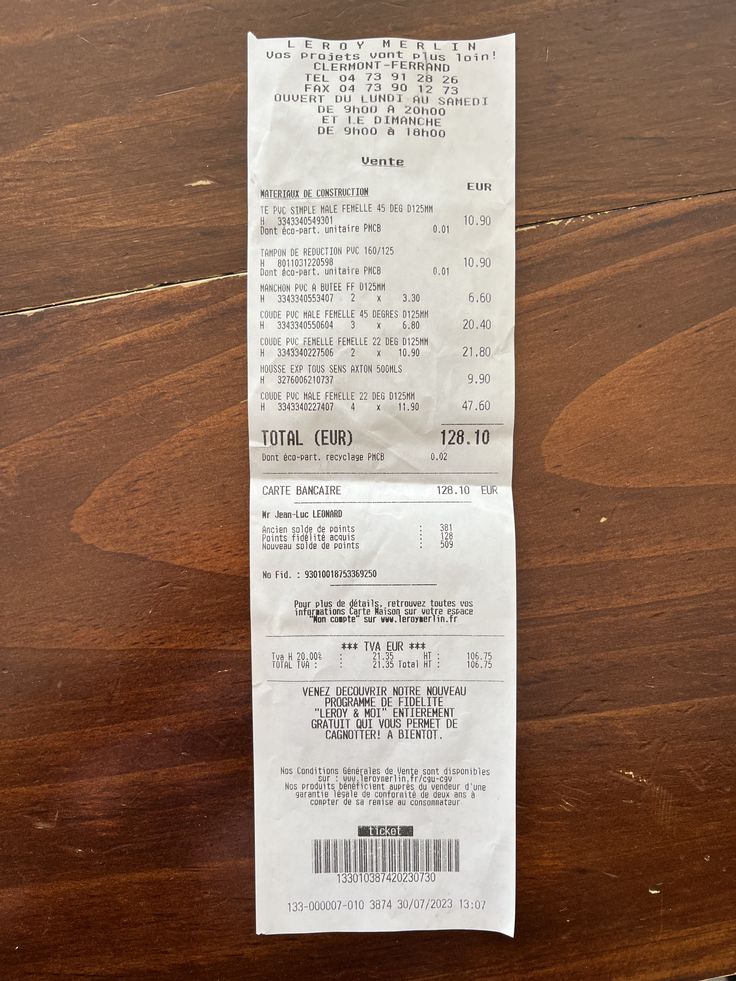 LEROY MERLIN
Vos projets vont plus loin!
CLERMONT-FERRAND
TEL 04 73 91 28 26
FAX 04 73 90 12 73
OUVERT DU LUNDI AU SAMEDI
DE 9h00 A 20h00
ET LE DIMANCHE
DE 9h00 à 18h00
Vente
MATERIAUX DE CONSTRUCTION EUR
TE PVC SIMPLE MALE FEMELLE 45 DEG D125MM
H 3343340549301 10.90
Dont éco-part. unitaire PMCB 0.01
TAMPON DE REDUCTION PVC 160/125
H 8011031220598 10.90
Dont éco-part. unitaire PMCB 0.01
MANCHON PVC A BUTEE FF D125MM
H 3343340553407 2 x 3.30 6.60
COUDE PVC MALE FEMELLE 45 DEGRES D125MM
H 3343340550604 3 x 6.80 20.40
COUDE PVC FEMELLE FEMELLE 22 DEG D125MM
H 3343340227506 2 x 10.90 21.80
MOUSSE EXP TOUS SENS AXTON 500MLS
H 3276006210737 9.90
COUDE PVC MALE FEMELLE 22 DEG D125MM
H 3343340227407 4 x 11.90 47.60
TOTAL (EUR) 128.10
Dont éco-part. recyclage PMCB 0.02
CARTE BANCAIRE 128.10 EUR
Mr Jean-Luc LEONARD
Ancien solde de points : 381
Points fidélité acquis : 128
Nouveau solde de points : 509
No Fid. : 93010018753369250
Pour plus de détails, retrouvez toutes vos
informations Carte Maison sur votre espace
"Mon compte" sur www.leroymerlin.fr
*** TVA EUR ***
Tva H 20.00% : 21.35 HT : 106.75
TOTAL TVA : : 21.35 Total HT : 106.75
VENEZ DECOUVRIR NOTRE NOUVEAU
PROGRAMME DE FIDELITE
"LEROY & MOI" ENTIEREMENT
GRATUIT QUI VOUS PERMET DE
CAGNOTTER! A BIENTOT.
Nos Conditions Générales de Vente sont disponibles
sur : www.leroymerlin.fr/cgu-cgv
Nos produits bénéficient auprès du vendeur d'une
garantie légale de conformité de deux ans à
compter de sa remise au consommateur
ticket
133010387420230730
133-000007-010 3874 30/07/2023 13:07